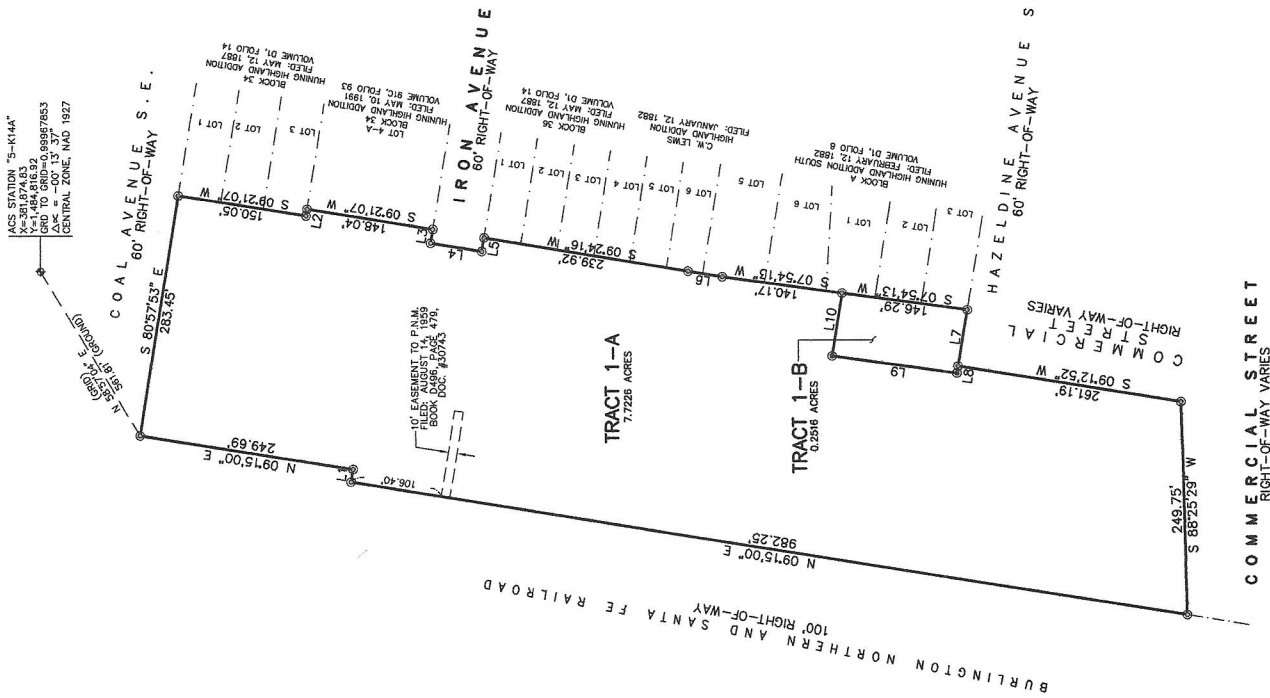 ACS STATION "5-K14A"
X=381,874.63
Y=1,484,816.92
GRD TO GRID=0.99967853
Δ∝ = -00° 13' 37"
CENTRAL ZONE, NAD 1927
N 58°57'04" E (GRID)
561.81' (GROUND)
COAL AVENUE S.E.
60' RIGHT-OF-WAY
S 80°57'53" E
283.45'
LOT 1
LOT 2
LOT 3
BLOCK 34
HUNING HIGHLAND ADDITION
FILED: MAY 12, 1887
VOLUME D1, FOLIO 14
S 09°21'07" W
150.05'
L2
LOT 4-A
BLOCK 34
HUNING HIGHLAND ADDITION
FILED: MAY 10, 1991
VOLUME 91C, FOLIO 93
S 09°21'07" W
148.04'
L3
L4
L5
IRON AVENUE
60' RIGHT-OF-WAY
LOT 1
LOT 2
LOT 3
LOT 4
LOT 5
LOT 6
BLOCK 36
HUNING HIGHLAND ADDITION
FILED: MAY 12, 1887
VOLUME D1, FOLIO 14
S 09°24'16" W
239.92'
L6
C.W. LEWIS
HIGHLAND ADDITION
FILED: JANUARY 12, 1882
LOT 5
LOT 6
S 07°54'13" W
140.17'
LOT 1
LOT 2
LOT 3
BLOCK A
HUNING HIGHLAND ADDITION SOUTH
FILED: FEBRUARY 12, 1882
VOLUME D1, FOLIO 8
S 07°54'13" W
146.29'
HAZELDINE AVENUE S
60' RIGHT-OF-WAY
L10
L9
L7
L8
N 09°15'00" E
249.69'
L1
106.40'
10' EASEMENT TO P.N.M.
FILED: AUGUST 14, 1959
BOOK D496, PAGE 479,
DOC. #30743
TRACT 1-A
7.7226 ACRES
TRACT 1-B
0.2516 ACRES
COMMERCIAL
STREET
RIGHT-OF-WAY VARIES
S 09°12'52" W
261.19'
N 09°15'00" E
982.25'
BURLINGTON NORTHERN AND SANTA FE RAILROAD
100' RIGHT-OF-WAY
249.75'
S 88°25'29" W
COMMERCIAL STREET
RIGHT-OF-WAY VARIES